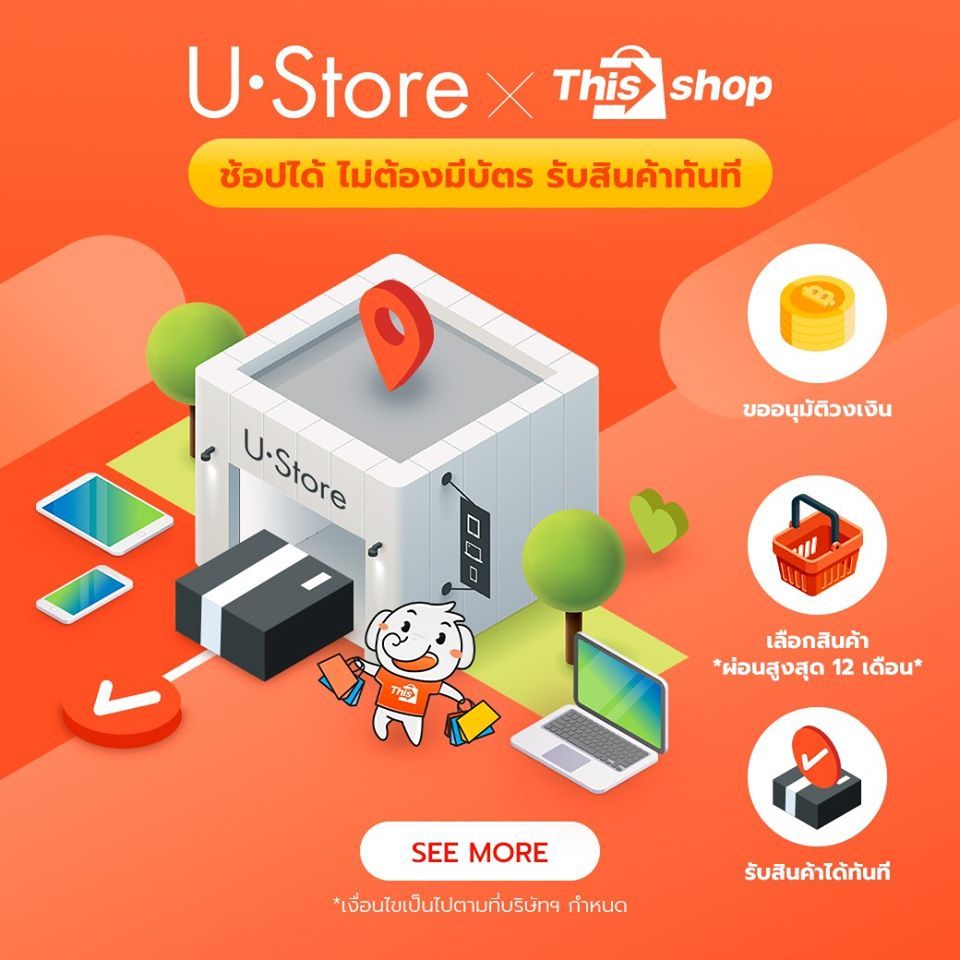 U·Store × This shop
ช้อปได้ ไม่ต้องมีบัตร รับสินค้าทันที
ขออนุมัติวงเงิน
U·Store
เลือกสินค้า
*ผ่อนสูงสุด 12 เดือน*
This
SEE MORE
รับสินค้าได้ทันที
*เงื่อนไขเป็นไปตามที่บริษัทฯ กำหนด